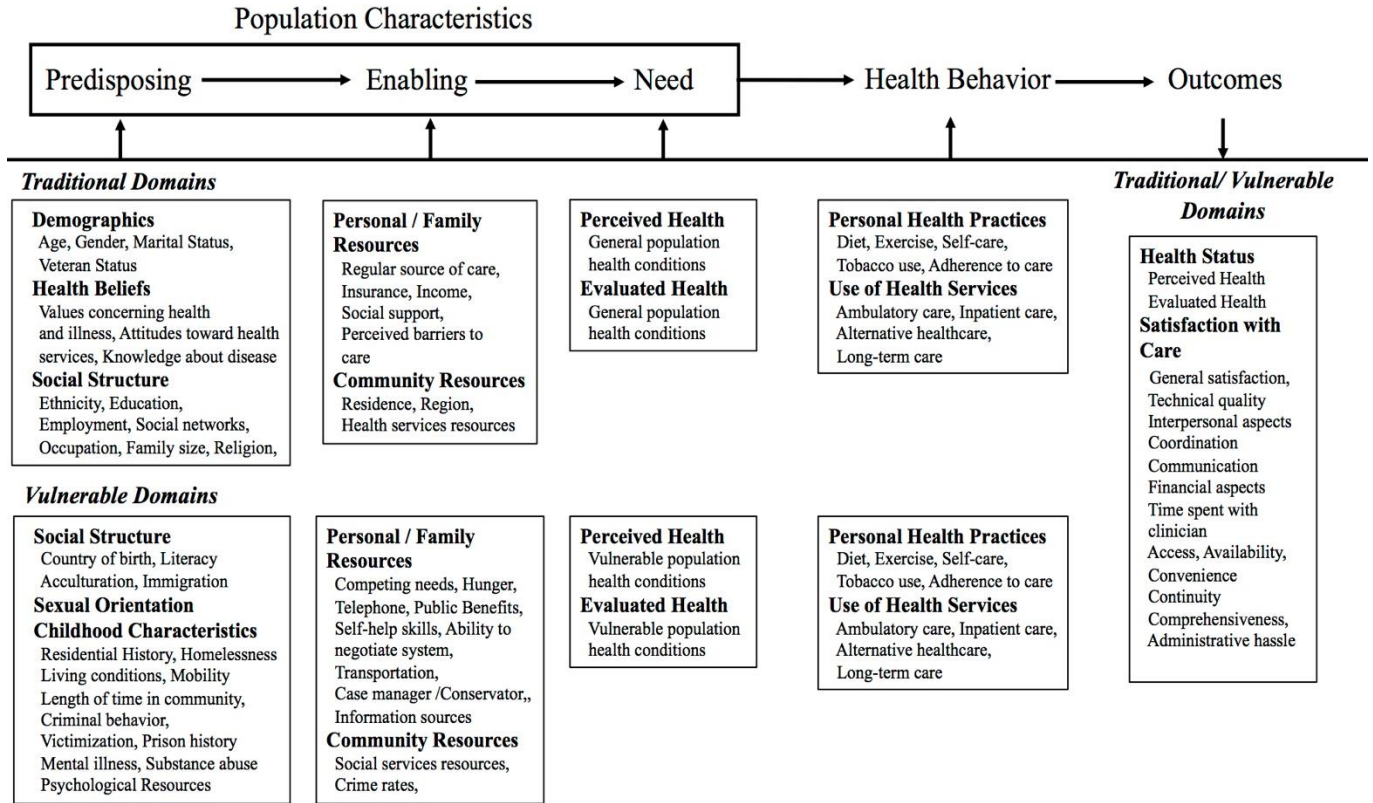 Population Characteristics
Predisposing
Enabling
Need
Health Behavior
Outcomes
Traditional Domains
Demographics
Age, Gender, Marital Status,
Veteran Status
Health Beliefs
Values concerning health
and illness, Attitudes toward health
services, Knowledge about disease
Social Structure
Ethnicity, Education,
Employment, Social networks,
Occupation, Family size, Religion,
Personal / Family
Resources
Regular source of care,
Insurance, Income,
Social support,
Perceived barriers to
care
Community Resources
Residence, Region,
Health services resources
Perceived Health
General population
health conditions
Evaluated Health
General population
health conditions
Personal Health Practices
Diet, Exercise, Self-care,
Tobacco use, Adherence to care
Use of Health Services
Ambulatory care, Inpatient care,
Alternative healthcare,
Long-term care
Traditional/ Vulnerable
Domains
Health Status
Perceived Health
Evaluated Health
Satisfaction with
Care
General satisfaction,
Technical quality
Interpersonal aspects
Coordination
Communication
Financial aspects
Time spent with
clinician
Access, Availability,
Convenience
Continuity
Comprehensiveness,
Administrative hassle
Vulnerable Domains
Social Structure
Country of birth, Literacy
Acculturation, Immigration
Sexual Orientation
Childhood Characteristics
Residential History, Homelessness
Living conditions, Mobility
Length of time in community,
Criminal behavior,
Victimization, Prison history
Mental illness, Substance abuse
Psychological Resources
Personal / Family
Resources
Competing needs, Hunger,
Telephone, Public Benefits,
Self-help skills, Ability to
negotiate system,
Transportation,
Case manager /Conservator,,
Information sources
Community Resources
Social services resources,
Crime rates,
Perceived Health
Vulnerable population
health conditions
Evaluated Health
Vulnerable population
health conditions
Personal Health Practices
Diet, Exercise, Self-care,
Tobacco use, Adherence to care
Use of Health Services
Ambulatory care, Inpatient care,
Alternative healthcare,
Long-term care